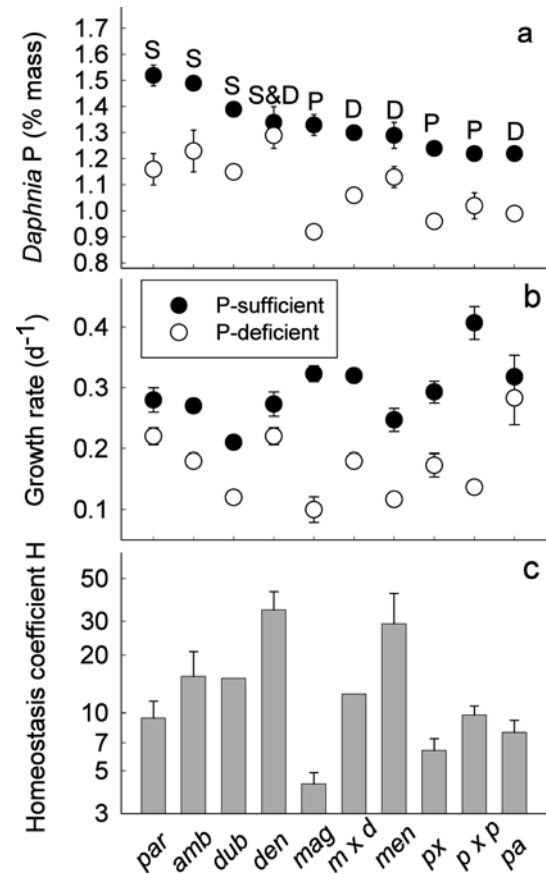 a
Daphnia P (% mass)
1.7
1.6
1.5
1.4
1.3
1.2
1.1
1.0
0.9
0.8
S
S
S
S&D
P
D
D
P
P
D
b
P-sufficient
P-deficient
Growth rate (d⁻¹)
0.4
0.3
0.2
0.1
c
Homeostasis coefficient H
50
30
20
10
7
5
3
par
amb
dub
den
mag
m x d
men
px
p x p
pa